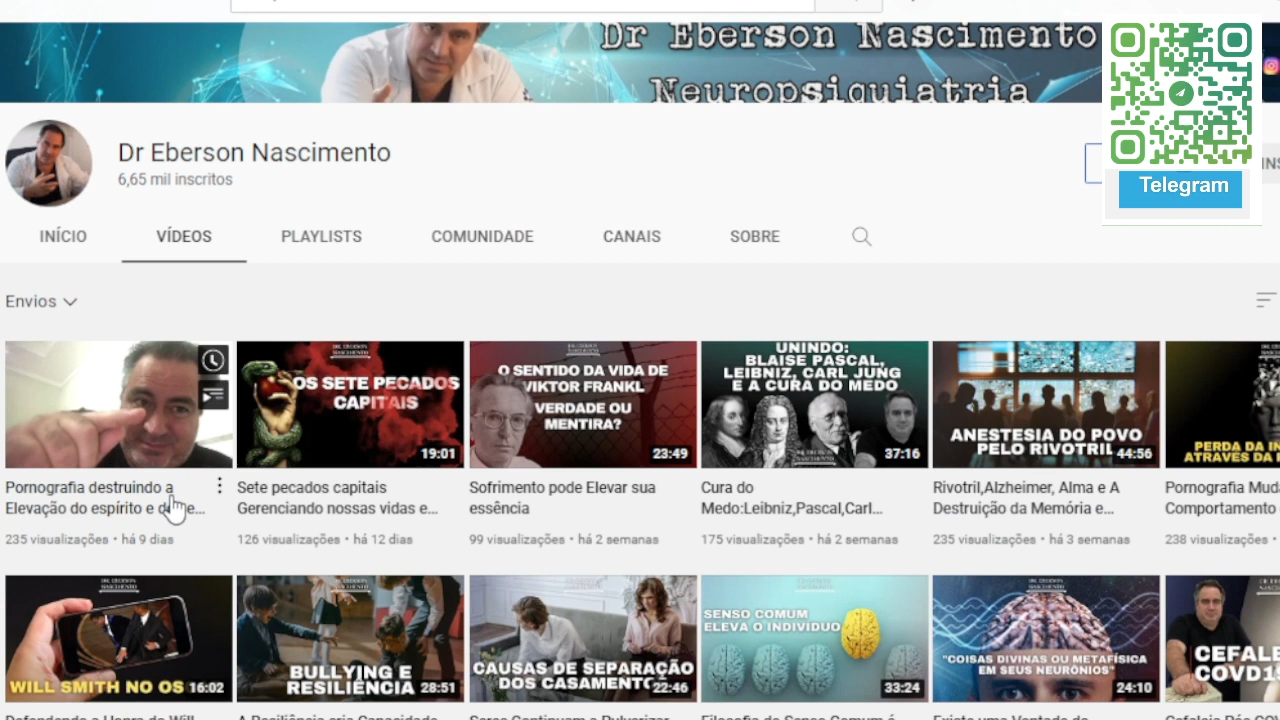 Dr Eberson Nascimento
Neuropsiquiatria
Telegram
Dr Eberson Nascimento
6,65 mil inscritos
INÍCIO
VÍDEOS
PLAYLISTS
COMUNIDADE
CANAIS
SOBRE
Envios
OS SETE PECADOS
CAPITAIS
19:01
O SENTIDO DA VIDA DE
VIKTOR FRANKL
VERDADE OU
MENTIRA?
23:49
UNINDO:
BLAISE PASCAL,
LEIBNIZ, CARL JUNG
E A CURA DO MEDO
37:16
ANESTESIA DO POVO
PELO RIVOTRIL
44:56
PERDA DA
ATRAVÉS DA
Pornografia destruindo a
Elevação do espírito e
Sete pecados capitais
Gerenciando nossas vidas e...
Sofrimento pode Elevar sua
essência
Cura do
Medo:Leibniz,Pascal,Carl...
Rivotril,Alzheimer, Alma e A
Destruição da Memória e...
Pornografia
Comportamento
235 visualizações • há 9 dias
126 visualizações • há 12 dias
99 visualizações • há 2 semanas
175 visualizações • há 2 semanas
235 visualizações • há 3 semanas
238 visualizações •
WILL SMITH NO OS
16:02
BULLYING E
RESILIÊNCIA
28:51
CAUSAS DE SEPARAÇÃO
DOS CASAMENTO
22:46
SENSO COMUM
ELEVA O INDIVIDUO
33:24
"COISAS DIVINAS OU METAFÍSICA
EM SEUS NEURÔNIOS"
24:10
CEFALE
COVD19